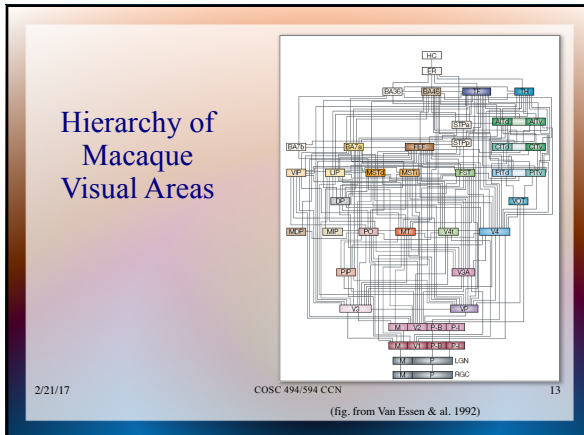 Hierarchy of
Macaque
Visual Areas
HC
ER
BA35 BA46 TF TH
STPa AITd AITv
BA7b BA7a FEF STPp CITd CITv
VIP LIP MSTd MSTl FST PITd PITv
DP VOT
MDP MIP PO MT V4t V4
PIP V3A
V3 VP
M V2 P-B P-I
M V1 P-B P-I
M P LGN
M P RGC
2/21/17 COSC 494/594 CCN 13
(fig. from Van Essen & al. 1992)